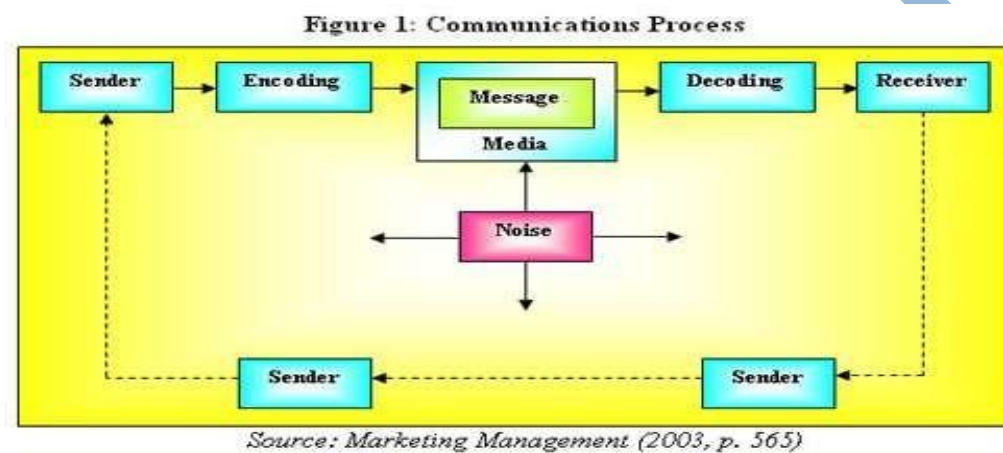 Figure 1: Communications Process
Sender
Encoding
Message
Media
Decoding
Receiver
Noise
Sender
Sender
Source: Marketing Management (2003, p. 565)